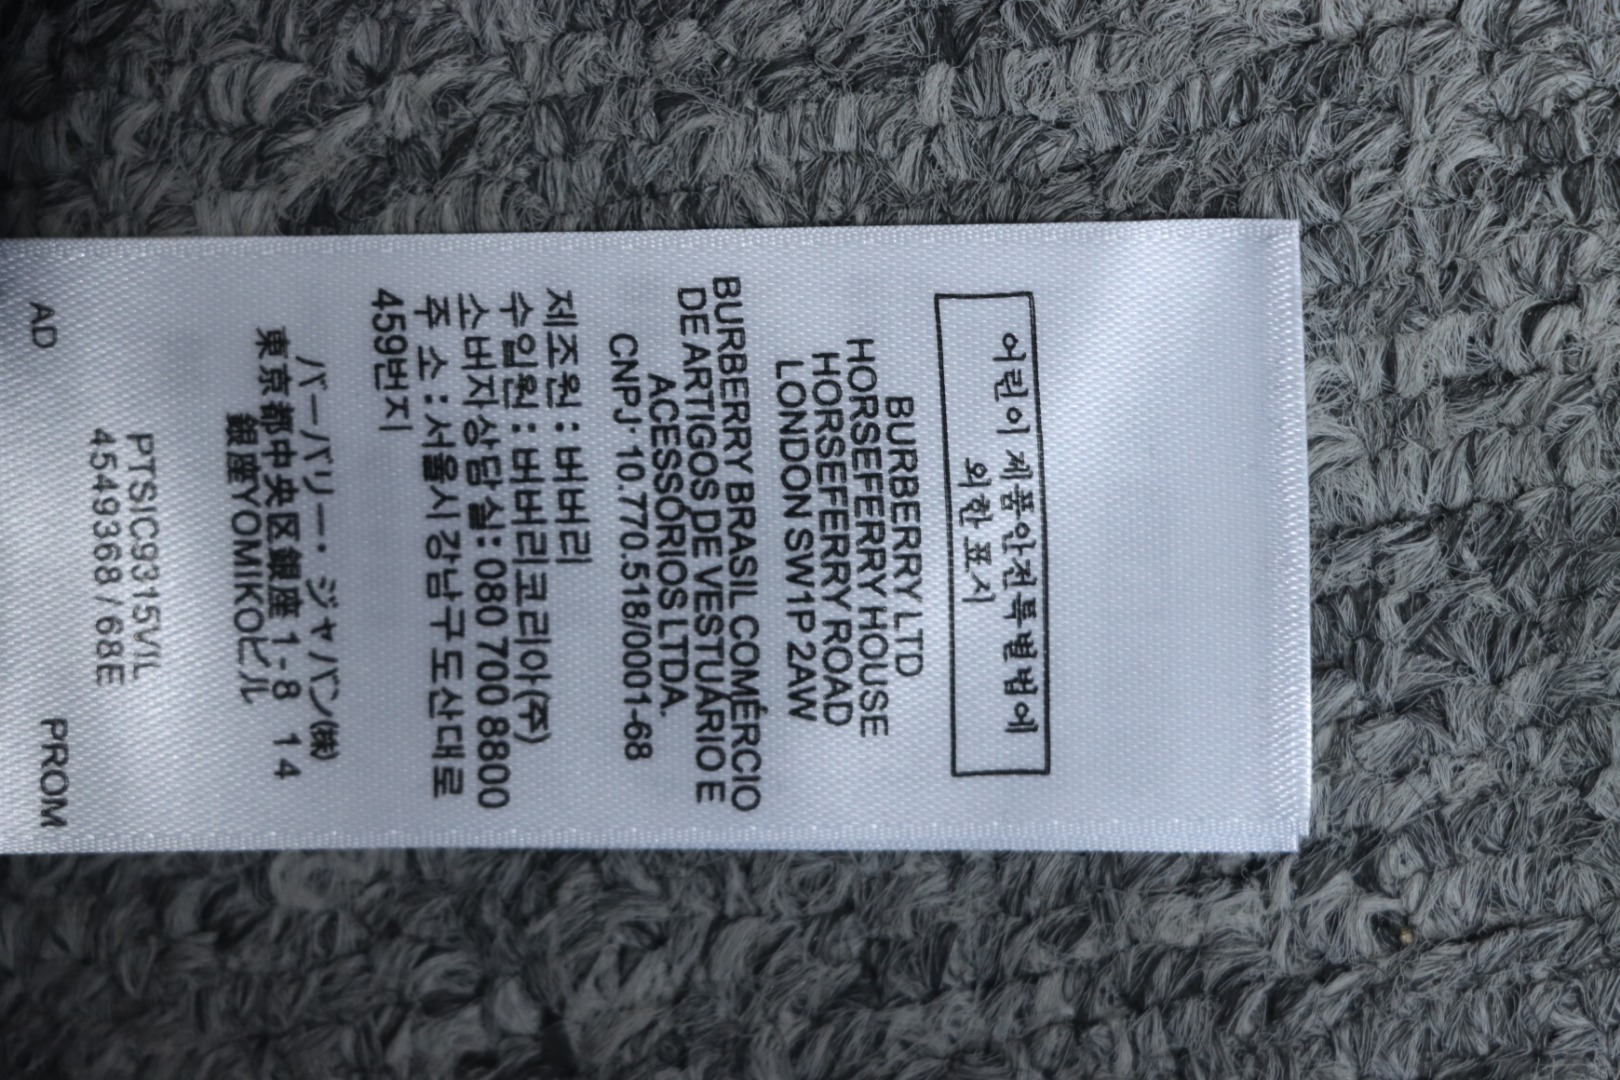 어린이 제품안전특별법에
의한 표시
BURBERRY LTD
HORSEFERRY HOUSE
HORSEFERRY ROAD
LONDON SW1P 2AW
BURBERRY BRASIL COMÉRCIO
DE ARTIGOS DE VESTUÁRIO E
ACESSÓRIOS LTDA.
CNPJ· 10.770.518/0001-68
제조원 : 버버리
수입원 : 버버리코리아(주)
소비자상담실: 080 700 8800
주 소 : 서울시강남구도산대로
459번지
バーバリー・ジャパン㈱
東京都中央区銀座1-8 14
銀座YOMIKOビル
PTSIC9315V/L
4549368 / 68E
AD PROM